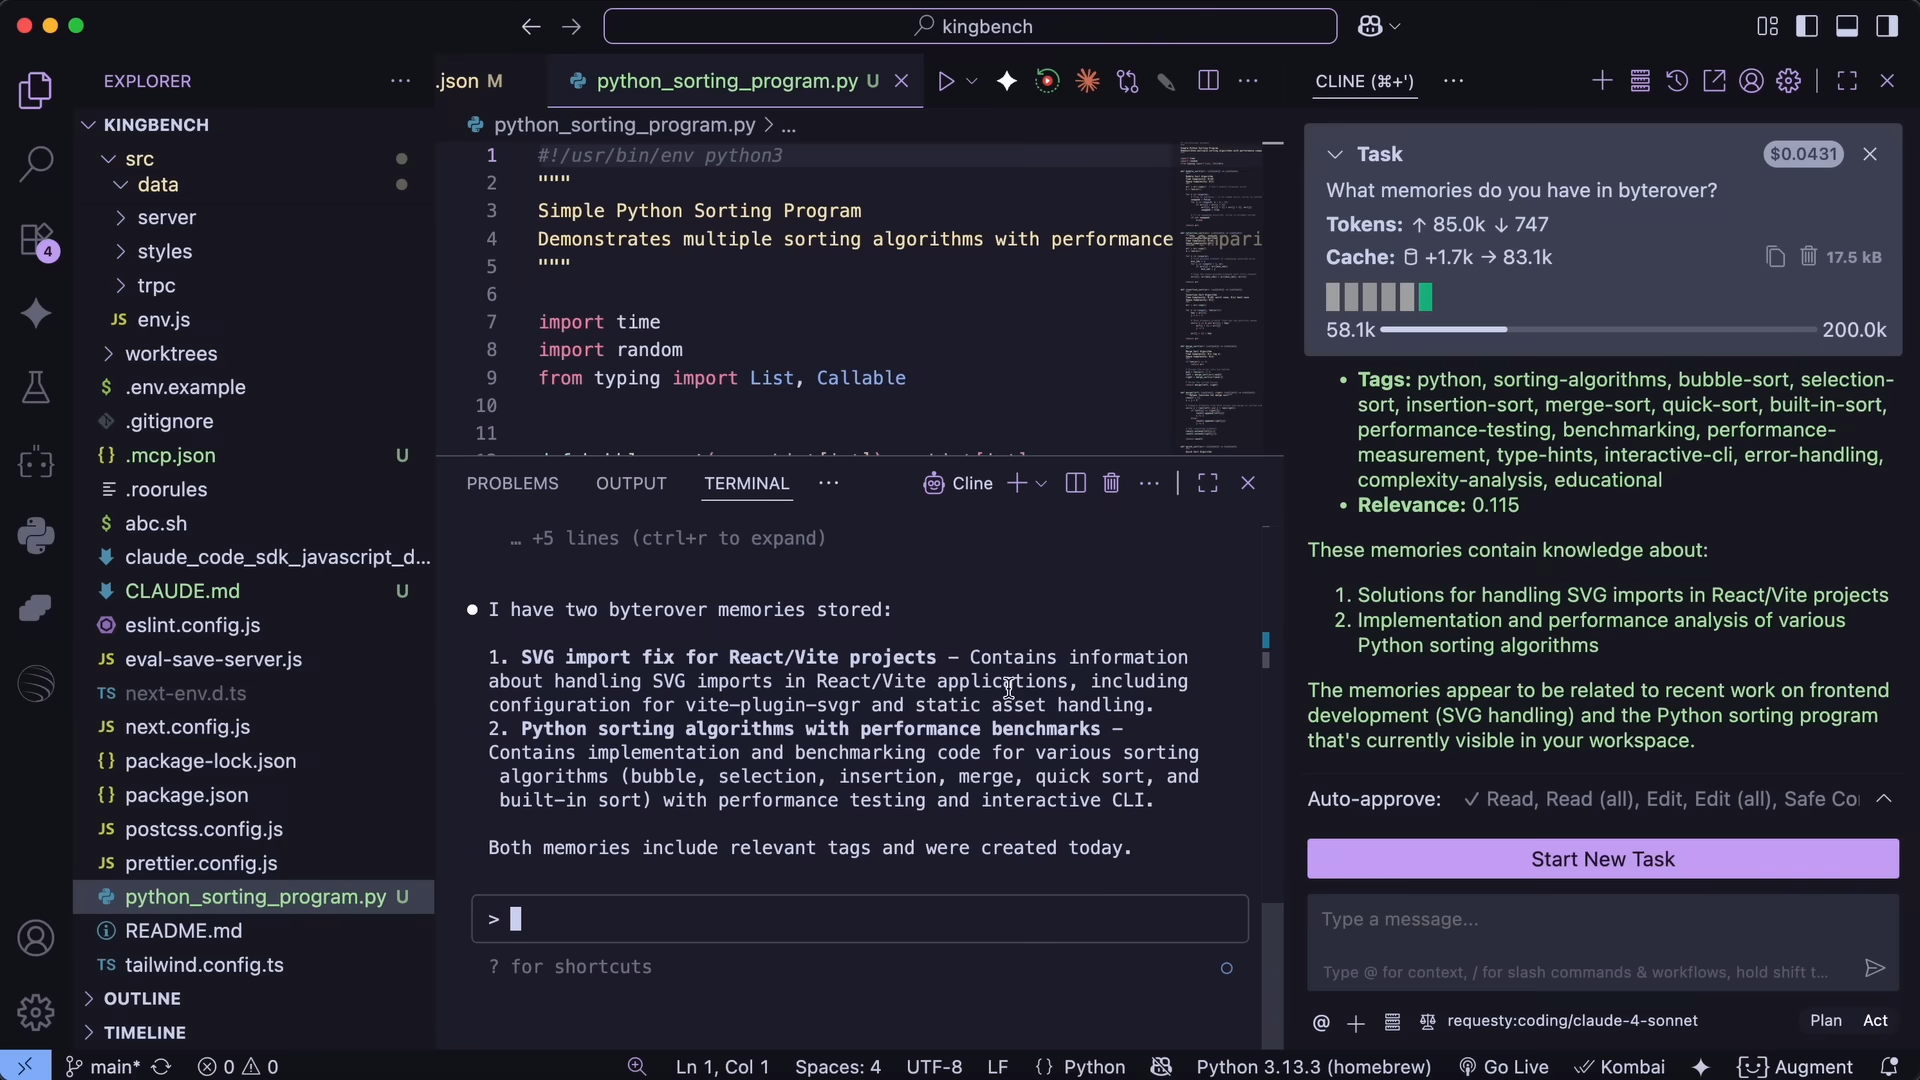 kingbench
EXPLORER
KINGBENCH
src
data
server
styles
trpc
JS env.js
worktrees
$ .env.example
.gitignore
{} .mcp.json U
.roorules
$ abc.sh
claude_code_sdk_javascript_d...
CLAUDE.md U
eslint.config.js
JS eval-save-server.js
TS next-env.d.ts
JS next.config.js
{} package-lock.json
{} package.json
JS postcss.config.js
JS prettier.config.js
python_sorting_program.py U
README.md
TS tailwind.config.ts
OUTLINE
TIMELINE
4
.json M
python_sorting_program.py U
python_sorting_program.py > ...
1 #!/usr/bin/env python3
2 """
3 Simple Python Sorting Program
4 Demonstrates multiple sorting algorithms with performance compari
5 """
6
7 import time
8 import random
9 from typing import List, Callable
10
11
PROBLEMS OUTPUT TERMINAL ... Cline
… +5 lines (ctrl+r to expand)
I have two byterover memories stored:
1. SVG import fix for React/Vite projects – Contains information
about handling SVG imports in React/Vite applications, including
configuration for vite-plugin-svgr and static asset handling.
2. Python sorting algorithms with performance benchmarks –
Contains implementation and benchmarking code for various sorting
algorithms (bubble, selection, insertion, merge, quick sort, and
built-in sort) with performance testing and interactive CLI.
Both memories include relevant tags and were created today.
>
? for shortcuts
CLINE (⌘+')
Task $0.0431
What memories do you have in byterover?
Tokens: ↑ 85.0k ↓ 747
Cache: +1.7k → 83.1k 17.5 kB
58.1k 200.0k
• Tags: python, sorting-algorithms, bubble-sort, selection-
sort, insertion-sort, merge-sort, quick-sort, built-in-sort,
performance-testing, benchmarking, performance-
measurement, type-hints, interactive-cli, error-handling,
complexity-analysis, educational
• Relevance: 0.115
These memories contain knowledge about:
1. Solutions for handling SVG imports in React/Vite projects
2. Implementation and performance analysis of various
Python sorting algorithms
The memories appear to be related to recent work on frontend
development (SVG handling) and the Python sorting program
that's currently visible in your workspace.
Auto-approve: ✓ Read, Read (all), Edit, Edit (all), Safe Co
Start New Task
Type a message...
Type @ for context, / for slash commands & workflows, hold shift t...
@ + requesty:coding/claude-4-sonnet Plan Act
main* 0 0 Ln 1, Col 1 Spaces: 4 UTF-8 LF {} Python Python 3.13.3 (homebrew) Go Live Kombai Augment